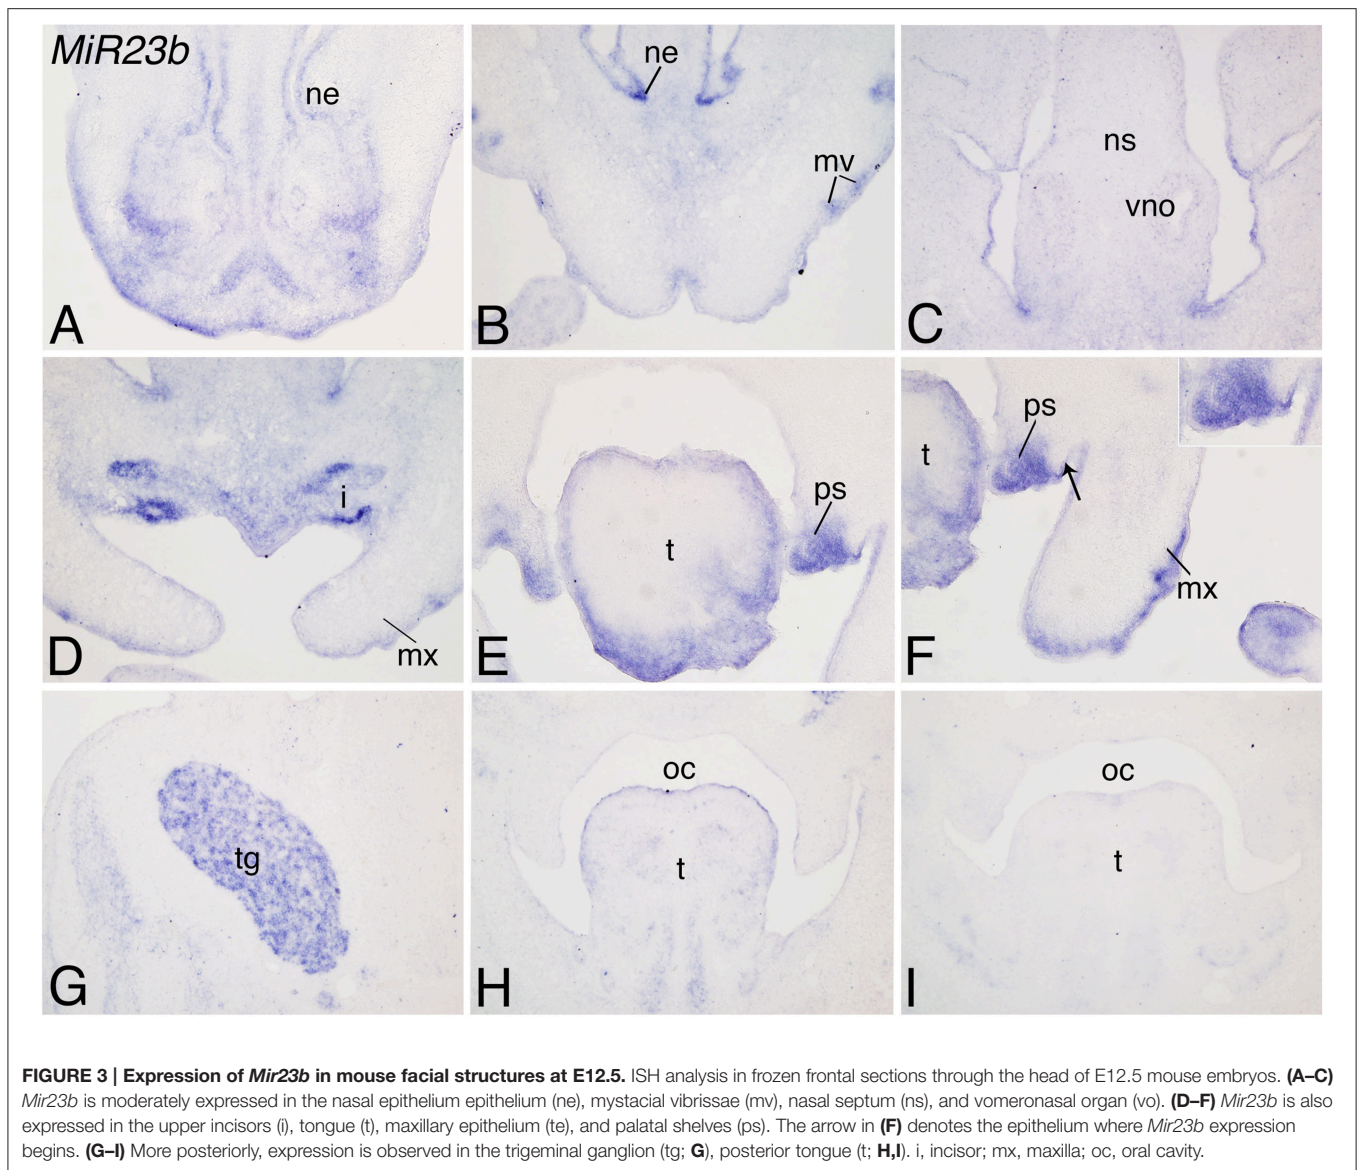 MiR23b
ne
A
ne
mv
B
ns
vno
C
i
mx
D
ps
t
E
ps
t
mx
F
tg
G
oc
t
H
oc
t
I
FIGURE 3 | Expression of Mir23b in mouse facial structures at E12.5. ISH analysis in frozen frontal sections through the head of E12.5 mouse embryos. (A–C)
Mir23b is moderately expressed in the nasal epithelium epithelium (ne), mystacial vibrissae (mv), nasal septum (ns), and vomeronasal organ (vo). (D–F) Mir23b is also
expressed in the upper incisors (i), tongue (t), maxillary epithelium (te), and palatal shelves (ps). The arrow in (F) denotes the epithelium where Mir23b expression
begins. (G–I) More posteriorly, expression is observed in the trigeminal ganglion (tg; G), posterior tongue (t; H,I). i, incisor; mx, maxilla; oc, oral cavity.